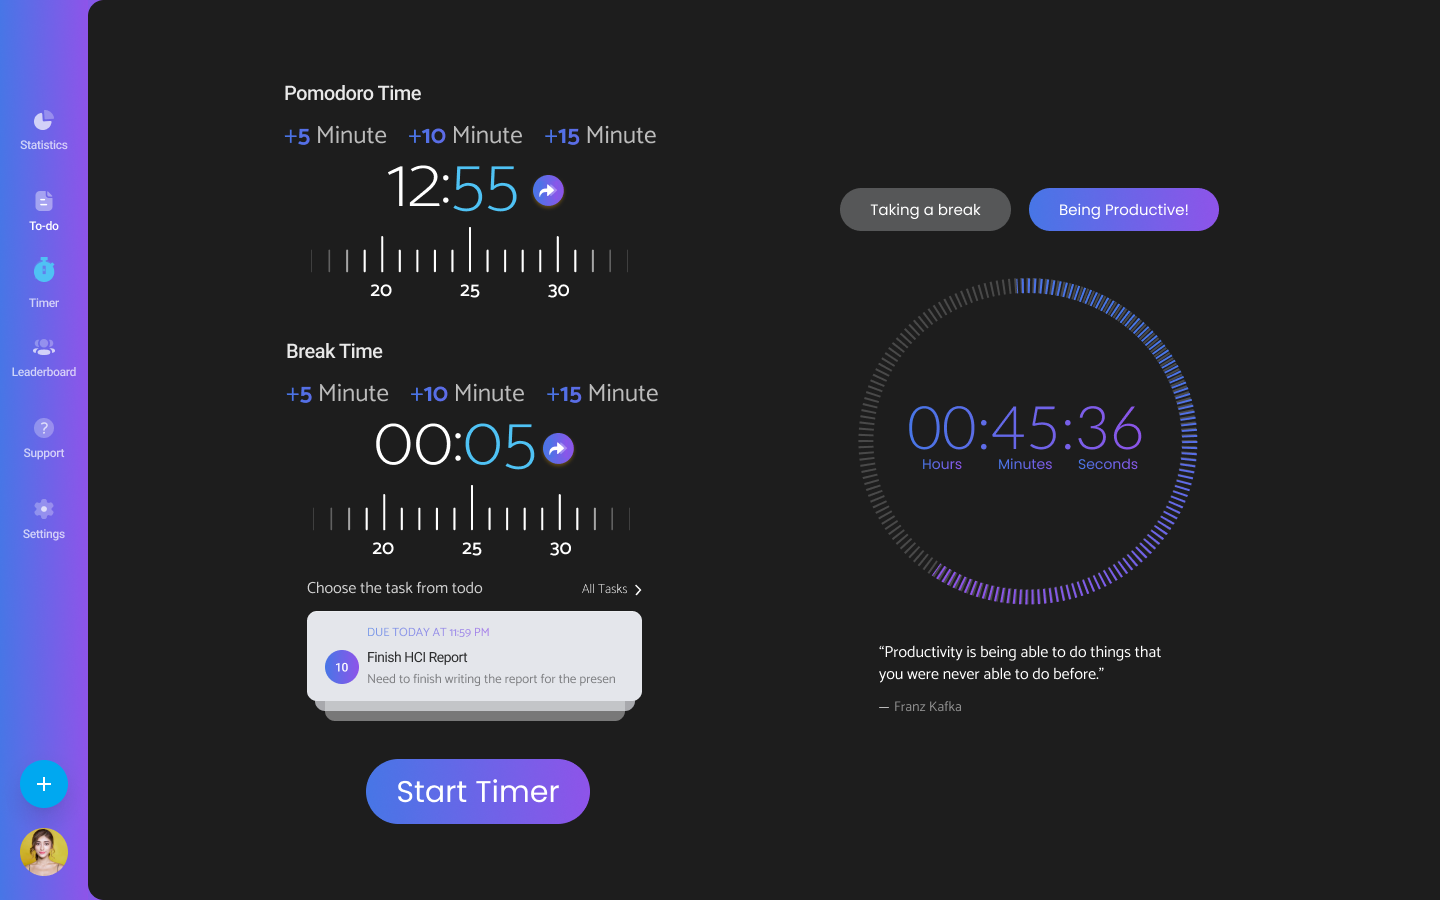 Statistics
To-do
Timer
Leaderboard
Support
Settings
Pomodoro Time
+5 Minute +10 Minute +15 Minute
12:55
20 25 30
Break Time
+5 Minute +10 Minute +15 Minute
00:05
20 25 30
Choose the task from todo All Tasks
DUE TODAY AT 11:59 PM
10 Finish HCI Report
Need to finish writing the report for the presen
Start Timer
Taking a break Being Productive!
00:45:36
Hours Minutes Seconds
“Productivity is being able to do things that
you were never able to do before.”
— Franz Kafka